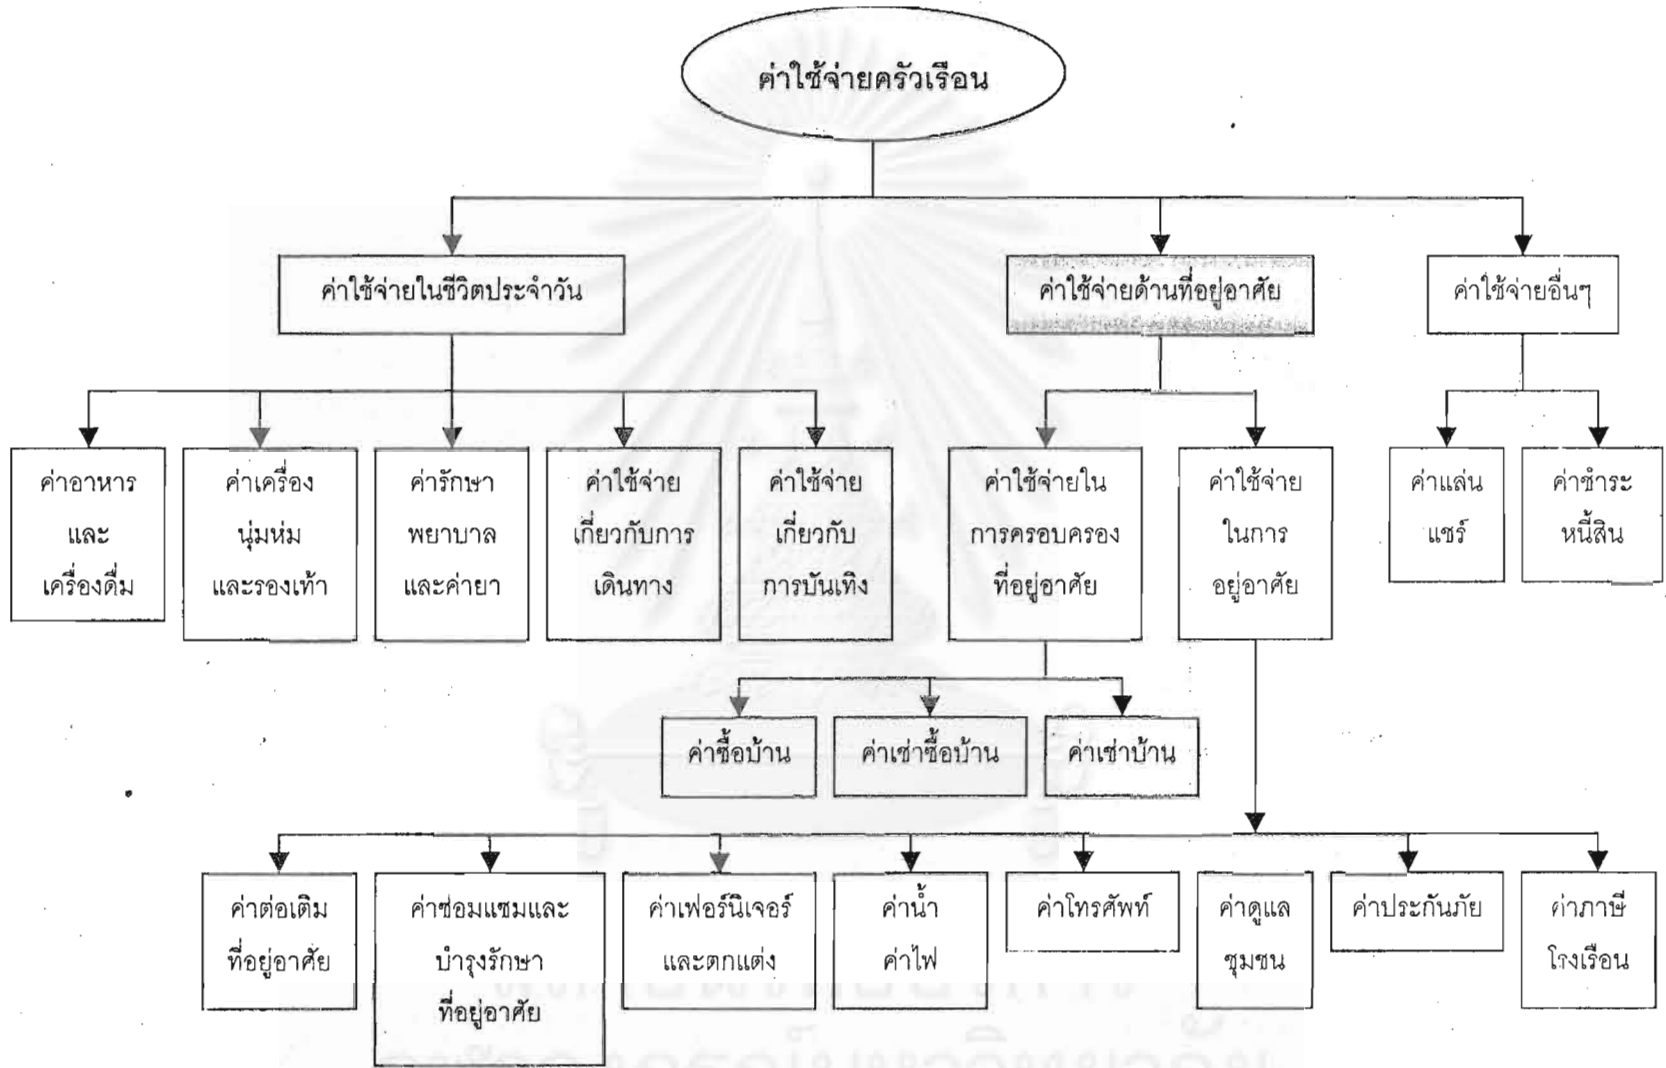 ค่าใช้จ่ายครัวเรือน
ค่าใช้จ่ายในชีวิตประจำวัน
ค่าใช้จ่ายด้านที่อยู่อาศัย
ค่าใช้จ่ายอื่นๆ
ค่าอาหาร
และ
เครื่องดื่ม
ค่าเครื่อง
นุ่มห่ม
และรองเท้า
ค่ารักษา
พยาบาล
และค่ายา
ค่าใช้จ่าย
เกี่ยวกับการ
เดินทาง
ค่าใช้จ่าย
เกี่ยวกับ
การบันเทิง
ค่าใช้จ่ายใน
การครอบครอง
ที่อยู่อาศัย
ค่าใช้จ่าย
ในการ
อยู่อาศัย
ค่าแล่น
แชร์
ค่าชำระ
หนี้สิน
ค่าซื้อบ้าน
ค่าเช่าซื้อบ้าน
ค่าเช่าบ้าน
ค่าต่อเติม
ที่อยู่อาศัย
ค่าซ่อมแซมและ
บำรุงรักษา
ที่อยู่อาศัย
ค่าเฟอร์นิเจอร์
และตกแต่ง
ค่าน้ำ
ค่าไฟ
ค่าโทรศัพท์
ค่าดูแล
ชุมชน
ค่าประกันภัย
ค่าภาษี
โรงเรือน